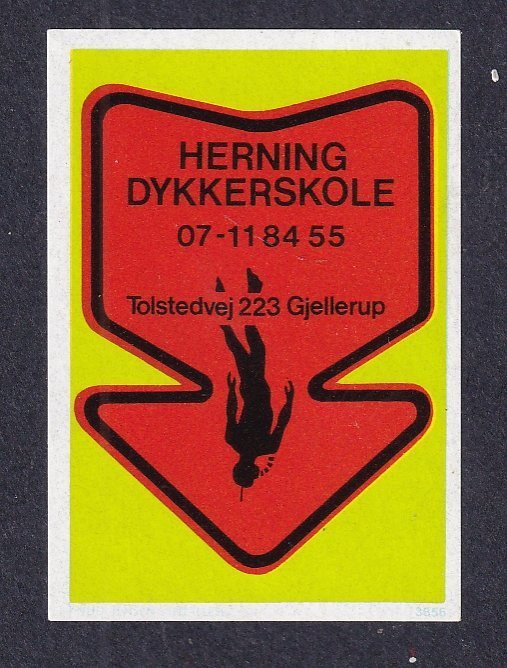 HERNING
DYKKERSKOLE
07-11 84 55
Tolstedvej 223 Gjellerup
3656